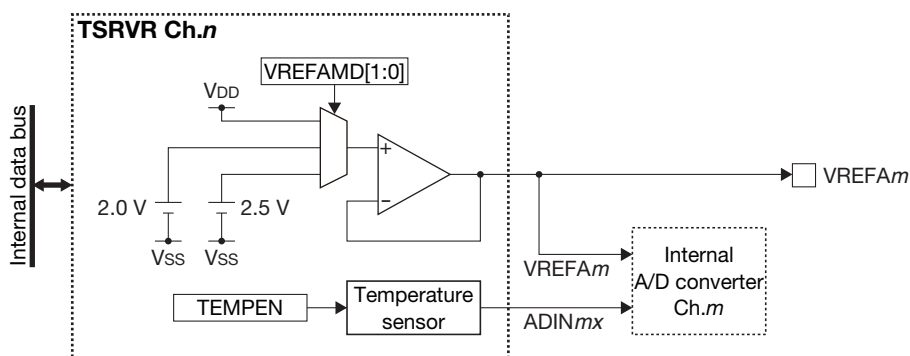 TSRVR Ch.n
VREFAMD[1:0]
VDD
Internal data bus
+
−
VREFAm
2.0 V
2.5 V
VSS
VSS
VREFAm
Internal
A/D converter
Ch.m
TEMPEN
Temperature
sensor
ADINmx